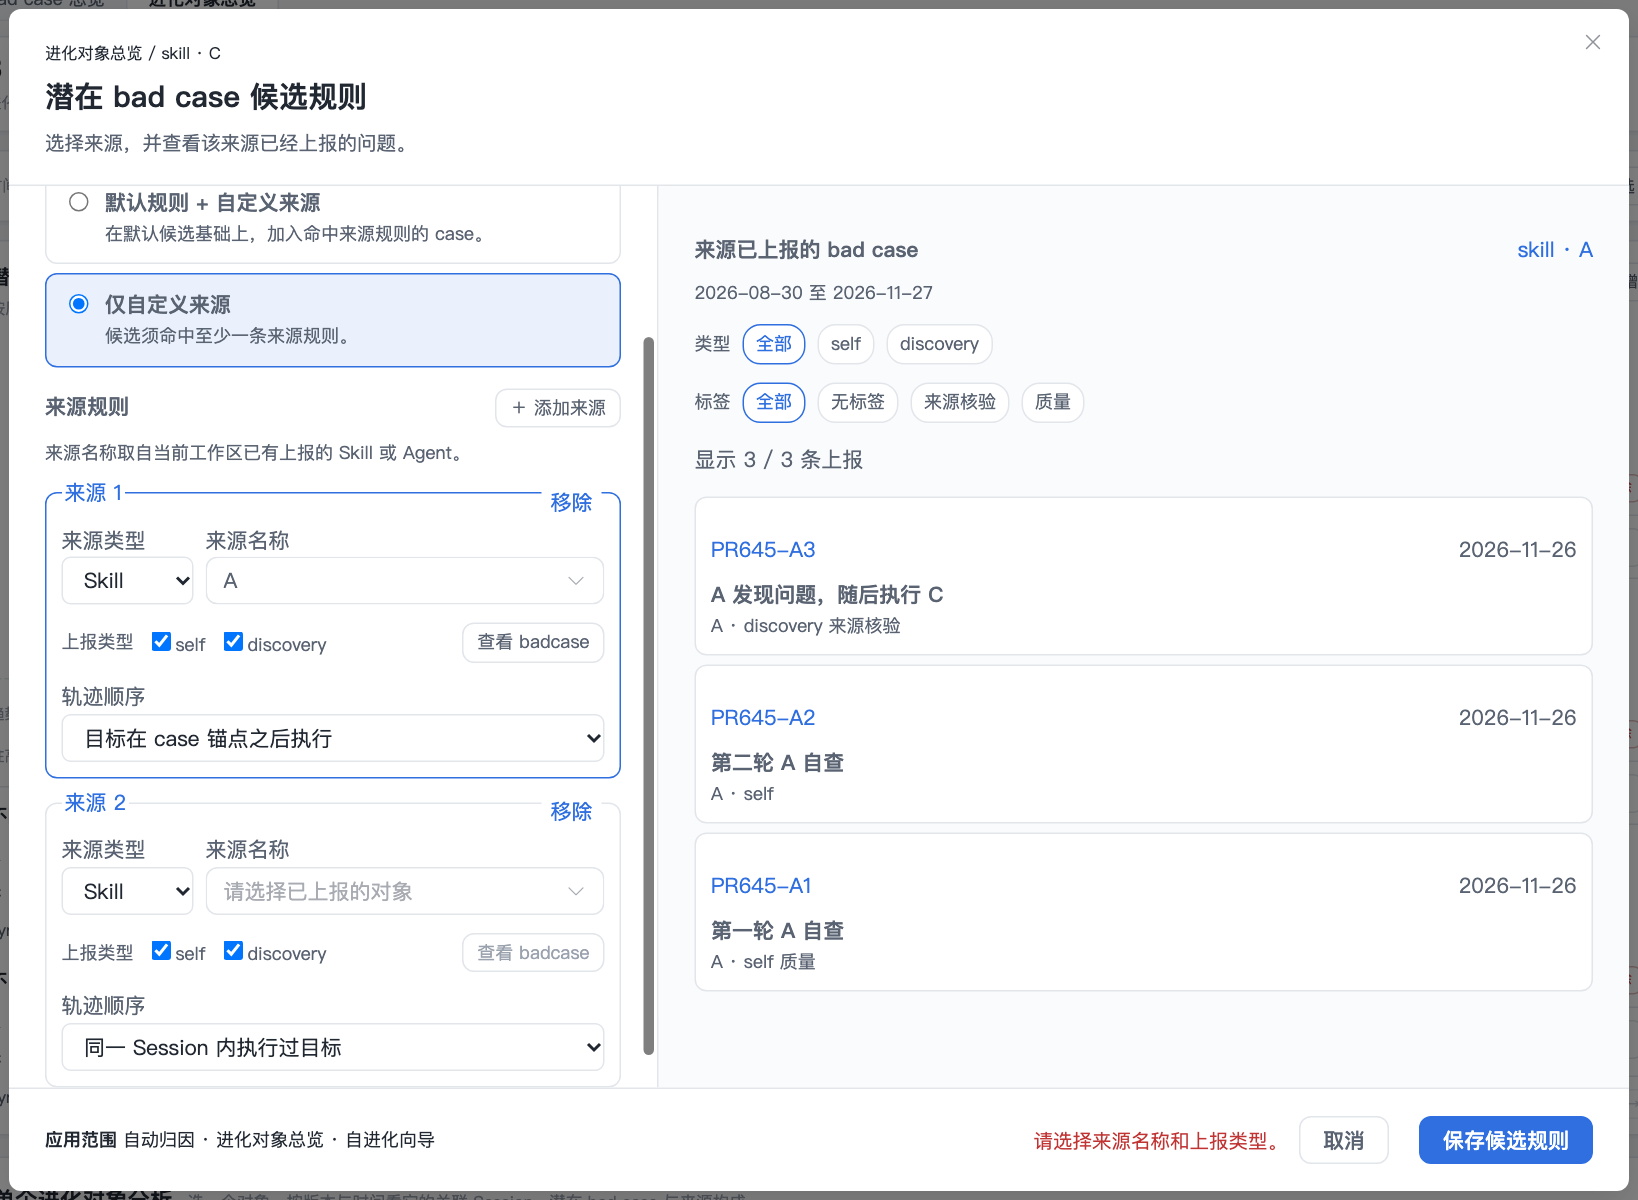 进化对象总览 / skill · C
潜在 bad case 候选规则
选择来源，并查看该来源已经上报的问题。
默认规则 + 自定义来源
在默认候选基础上，加入命中来源规则的 case。
仅自定义来源
候选须命中至少一条来源规则。
来源规则
+ 添加来源
来源名称取自当前工作区已有上报的 Skill 或 Agent。
来源 1
移除
来源类型 来源名称
Skill A
上报类型 self discovery 查看 badcase
轨迹顺序
目标在 case 锚点之后执行
来源 2
移除
来源类型 来源名称
Skill 请选择已上报的对象
上报类型 self discovery 查看 badcase
轨迹顺序
同一 Session 内执行过目标
来源已上报的 bad case skill · A
2026-08-30 至 2026-11-27
类型 全部 self discovery
标签 全部 无标签 来源核验 质量
显示 3 / 3 条上报
PR645-A3 2026-11-26
A 发现问题，随后执行 C
A · discovery 来源核验
PR645-A2 2026-11-26
第二轮 A 自查
A · self
PR645-A1 2026-11-26
第一轮 A 自查
A · self 质量
应用范围 自动归因 · 进化对象总览 · 自进化向导
请选择来源名称和上报类型。 取消 保存候选规则